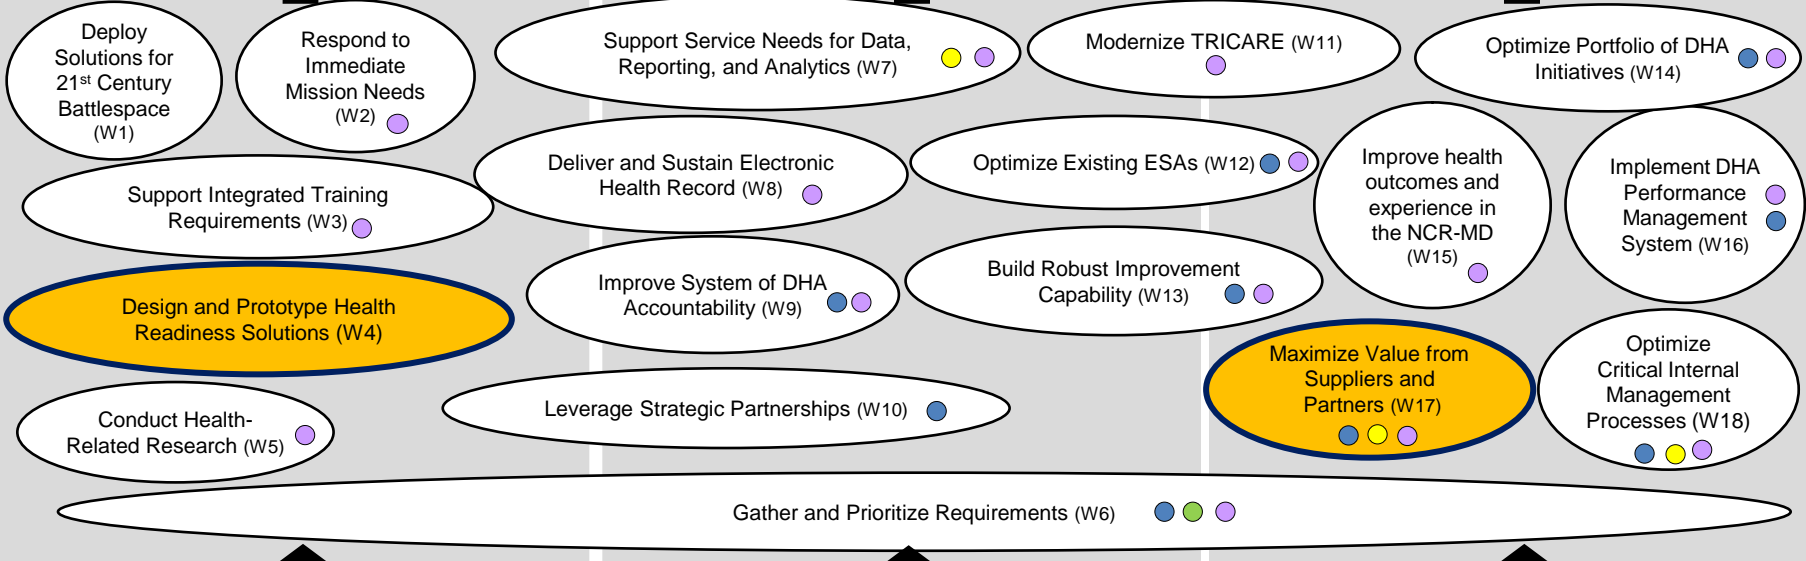 Deploy
Solutions for
21st Century
Battlespace
(W1)
Respond to
Immediate
Mission Needs
(W2)
Support Integrated Training
Requirements (W3)
Design and Prototype Health
Readiness Solutions (W4)
Conduct Health-
Related Research (W5)
Support Service Needs for Data,
Reporting, and Analytics (W7)
Deliver and Sustain Electronic
Health Record (W8)
Improve System of DHA
Accountability (W9)
Leverage Strategic Partnerships (W10)
Modernize TRICARE (W11)
Optimize Existing ESAs (W12)
Build Robust Improvement
Capability (W13)
Optimize Portfolio of DHA
Initiatives (W14)
Improve health
outcomes and
experience in
the NCR-MD
(W15)
Implement DHA
Performance
Management
System (W16)
Maximize Value from
Suppliers and
Partners (W17)
Optimize
Critical Internal
Management
Processes (W18)
Gather and Prioritize Requirements (W6)